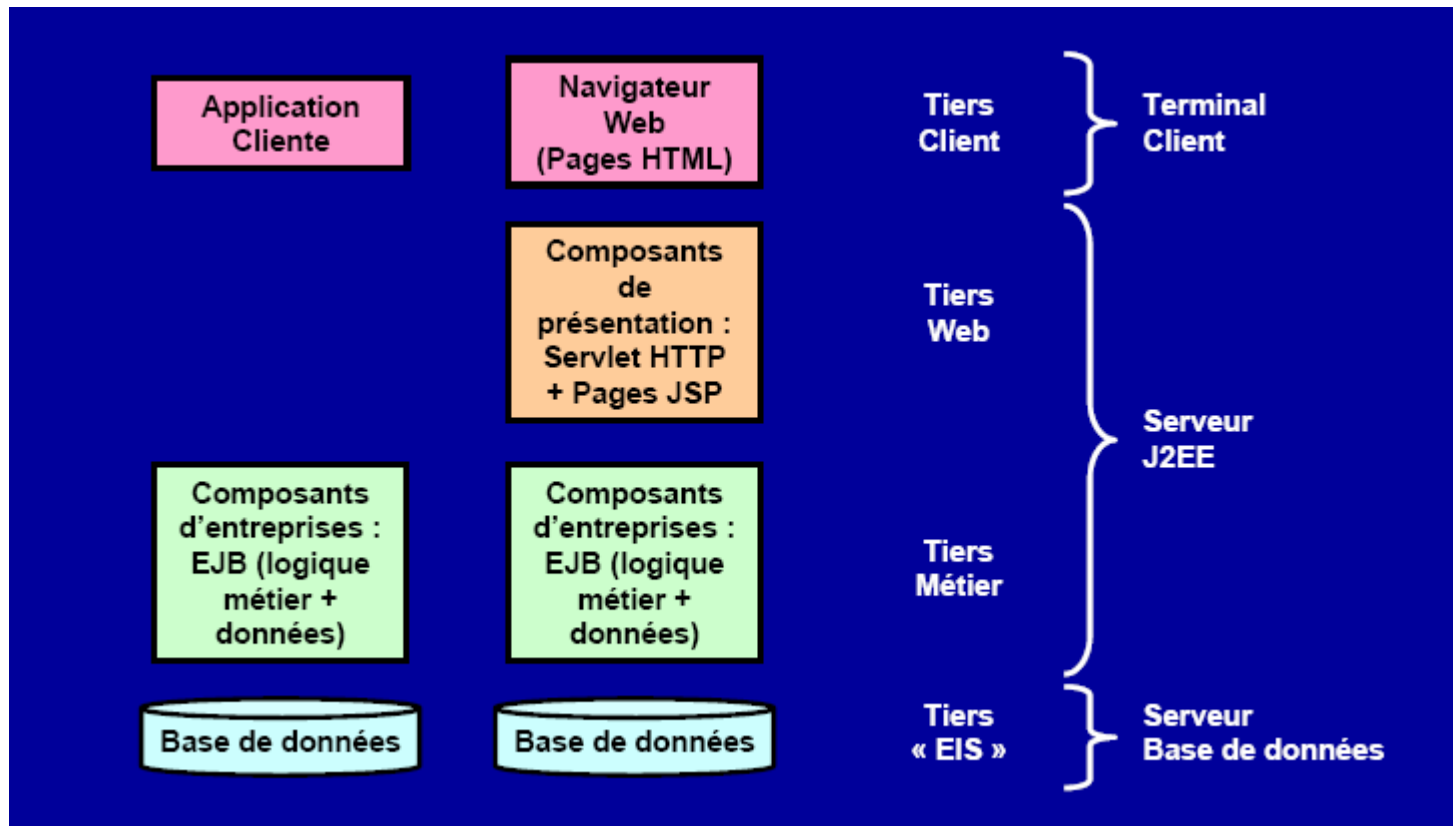 Application
Cliente
Navigateur
Web
(Pages HTML)
Tiers
Client
Terminal
Client
Composants
de
présentation :
Servlet HTTP
+ Pages JSP
Tiers
Web
Serveur
J2EE
Composants
d'entreprises :
EJB (logique
métier +
données)
Composants
d'entreprises :
EJB (logique
métier +
données)
Tiers
Métier
Base de données
Base de données
Tiers
« EIS »
Serveur
Base de données